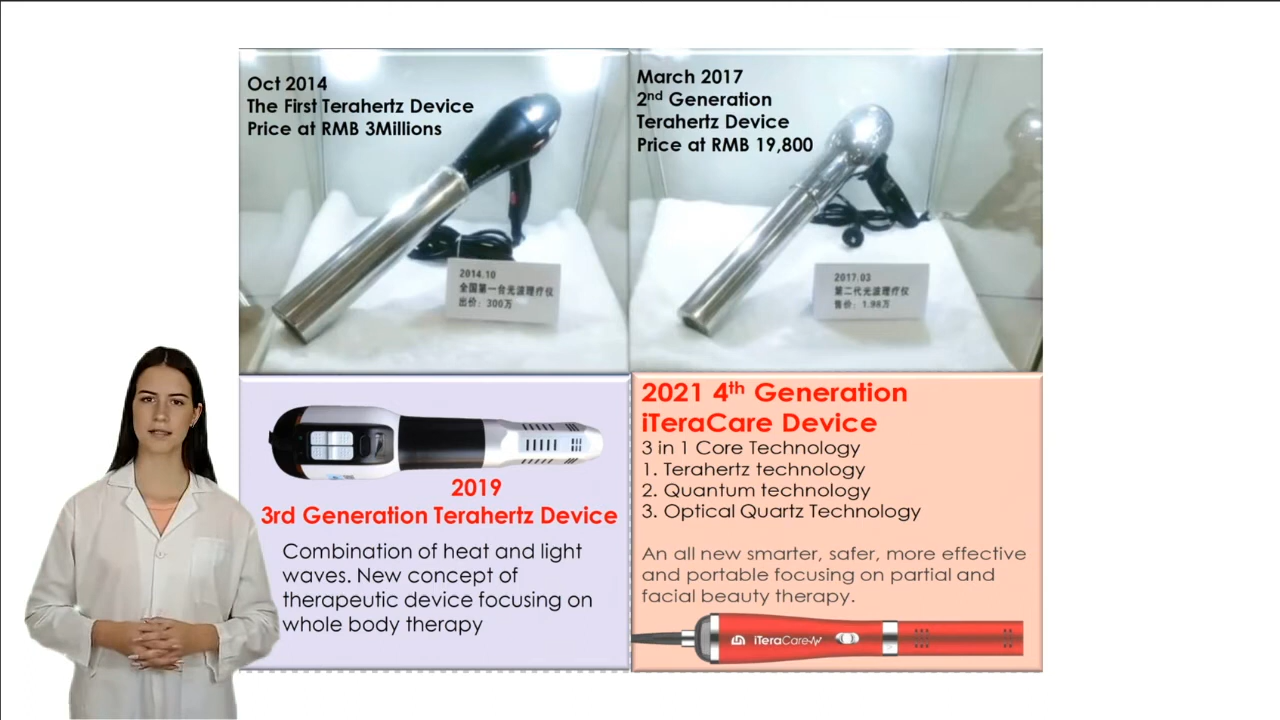 Oct 2014
The First Terahertz Device
Price at RMB 3Millions
2014.10
全国第一台光波理疗仪
出价：300万
March 2017
2nd Generation
Terahertz Device
Price at RMB 19,800
2017.03
第二代光波理疗仪
售价：1.98万
2019
3rd Generation Terahertz Device
Combination of heat and light
waves. New concept of
therapeutic device focusing on
whole body therapy
2021 4th Generation
iTeraCare Device
3 in 1 Core Technology
1. Terahertz technology
2. Quantum technology
3. Optical Quartz Technology
An all new smarter, safer, more effective
and portable focusing on partial and
facial beauty therapy.
iTeraCare